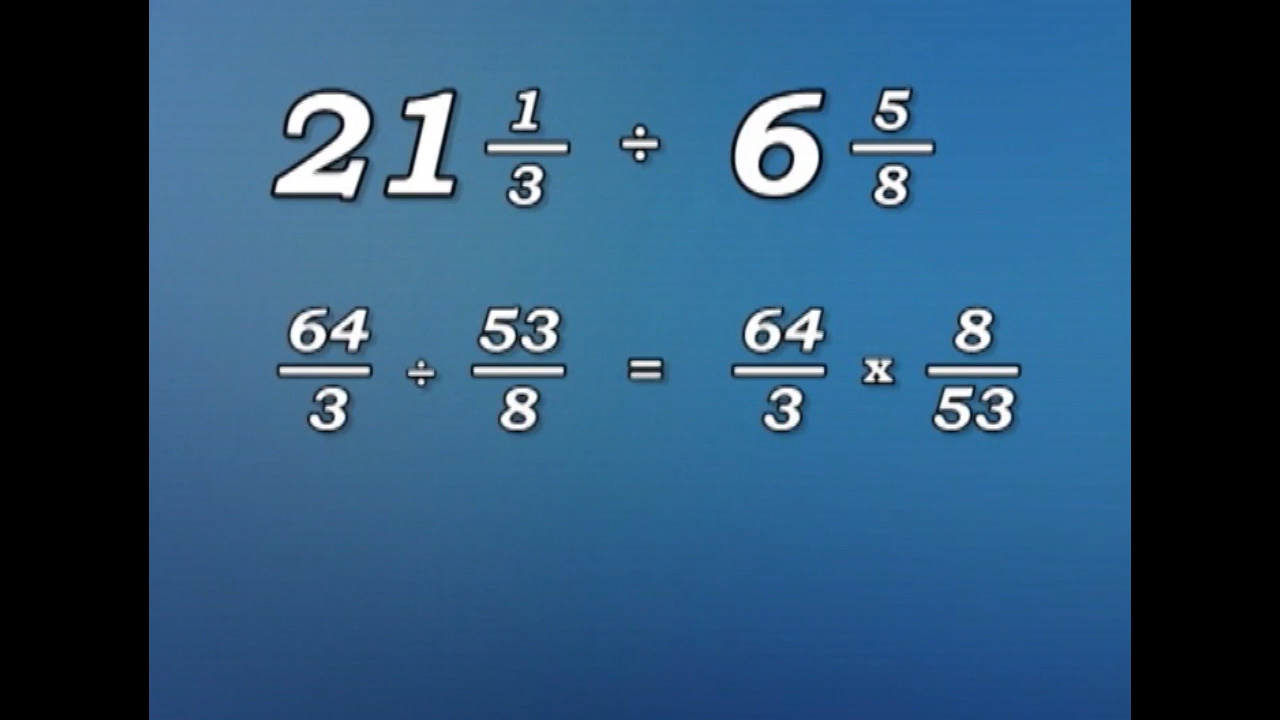 21 1/3 ÷ 6 5/8
64/3 ÷ 53/8 = 64/3 x 8/53